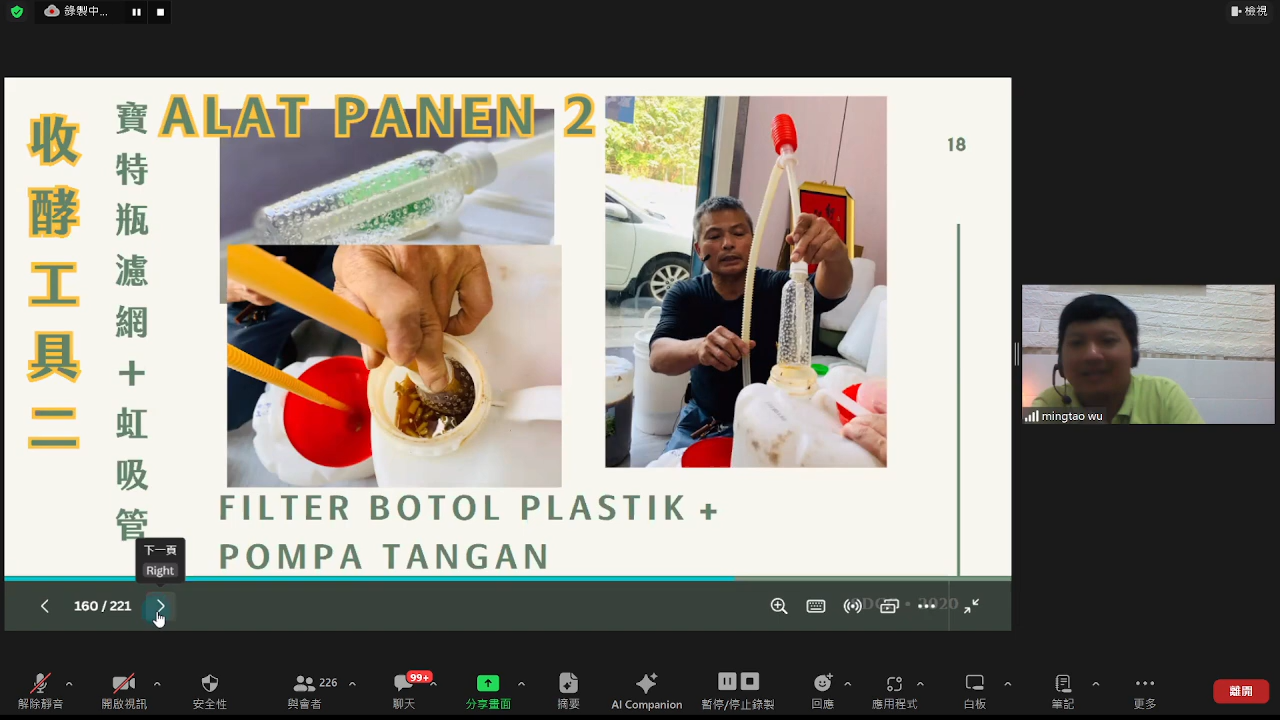 錄製中...
檢視
收酵工具二
寶特瓶濾網+虹吸管
ALAT PANEN 2
18
FILTER BOTOL PLASTIK +
POMPA TANGAN
下一頁
Right
160 / 221
2020
mingtao wu
解除靜音
開啟視訊
安全性
226
與會者
99+
聊天
分享畫面
摘要
AI Companion
暫停/停止錄製
回應
應用程式
白板
筆記
更多
離開